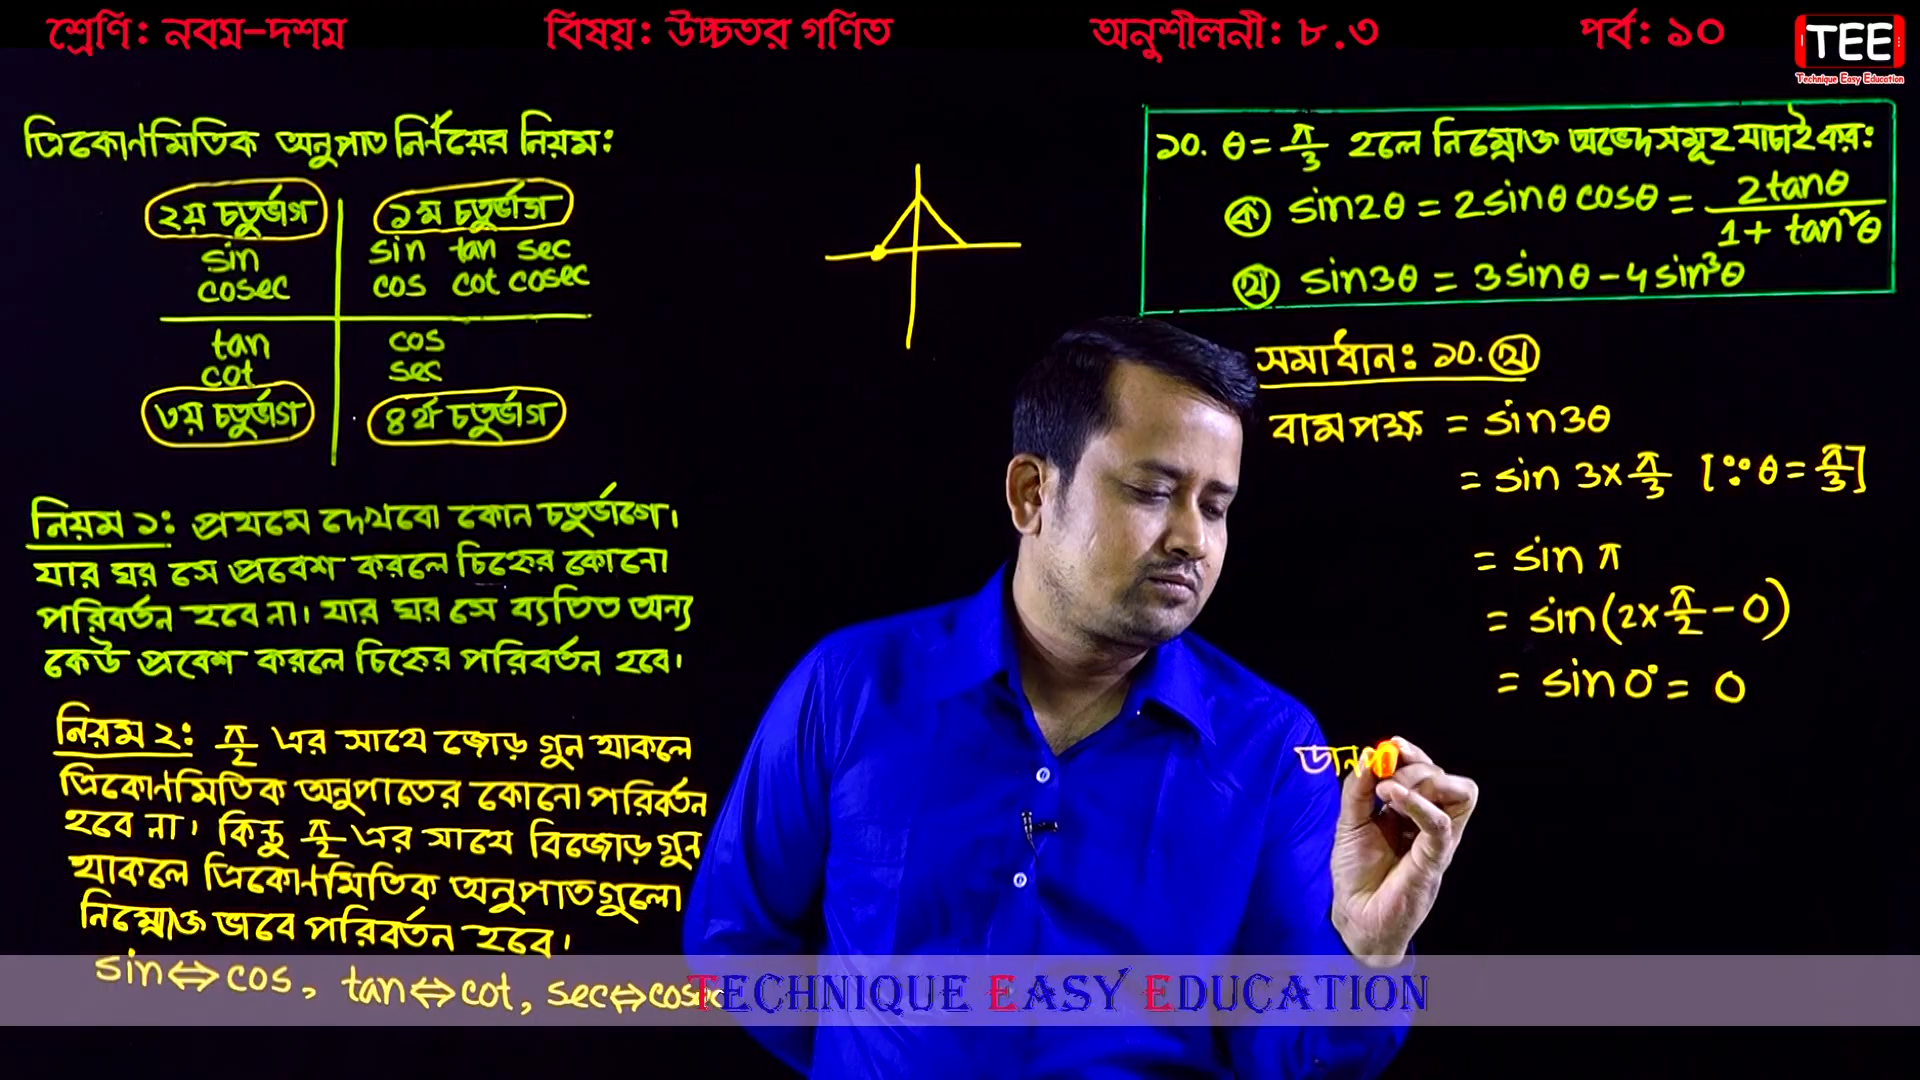 শ্রেণি: নবম-দশম
বিষয়: উচ্চতর গণিত
অনুশীলনী: ৮.৩
পর্ব: ১০
TEE
Technique Easy Education
ত্রিকোণমিতিক অনুপাত নির্ণয়ের নিয়ম:
২য় চতুর্ভাগ
১ম চতুর্ভাগ
sin
cosec
sin tan sec
cos cot cosec
tan
cot
cos
sec
৩য় চতুর্ভাগ
৪র্থ চতুর্ভাগ
নিয়ম ১: প্রথমে দেখবো কোন চতুর্ভাগে।
যার ঘর সে প্রবেশ করলে চিহ্নের কোনো
পরিবর্তন হবে না। যার ঘর সে ব্যতিত অন্য
কেউ প্রবেশ করলে চিহ্নের পরিবর্তন হবে।
নিয়ম ২: π/2 এর সাথে জোড় গুন থাকলে
ত্রিকোণমিতিক অনুপাতের কোনো পরির্বতন
হবে না। কিন্তু π/2 এর সাথে বিজোড় গুন
থাকলে ত্রিকোণমিতিক অনুপাতগুলো
নিম্নোক্ত ভাবে পরিবর্তন হবে।
sin⇔cos, tan⇔cot, sec⇔cosec
১০. θ = π/3 হলে নিম্নোক্ত অভেদসমূহ যাচাই কর:
(ক) sin2θ = 2sinθ cosθ = 2tanθ / 1 + tan²θ
(খ) sin3θ = 3sinθ – 4sin³θ
সমাধান: ১০. (খ)
বামপক্ষ = sin3θ
= sin 3×π/3 [∵ θ = π/3]
= sin π
= sin(2×π/2 – 0)
= sin0° = 0
ডানপ
TECHNIQUE EASY EDUCATION